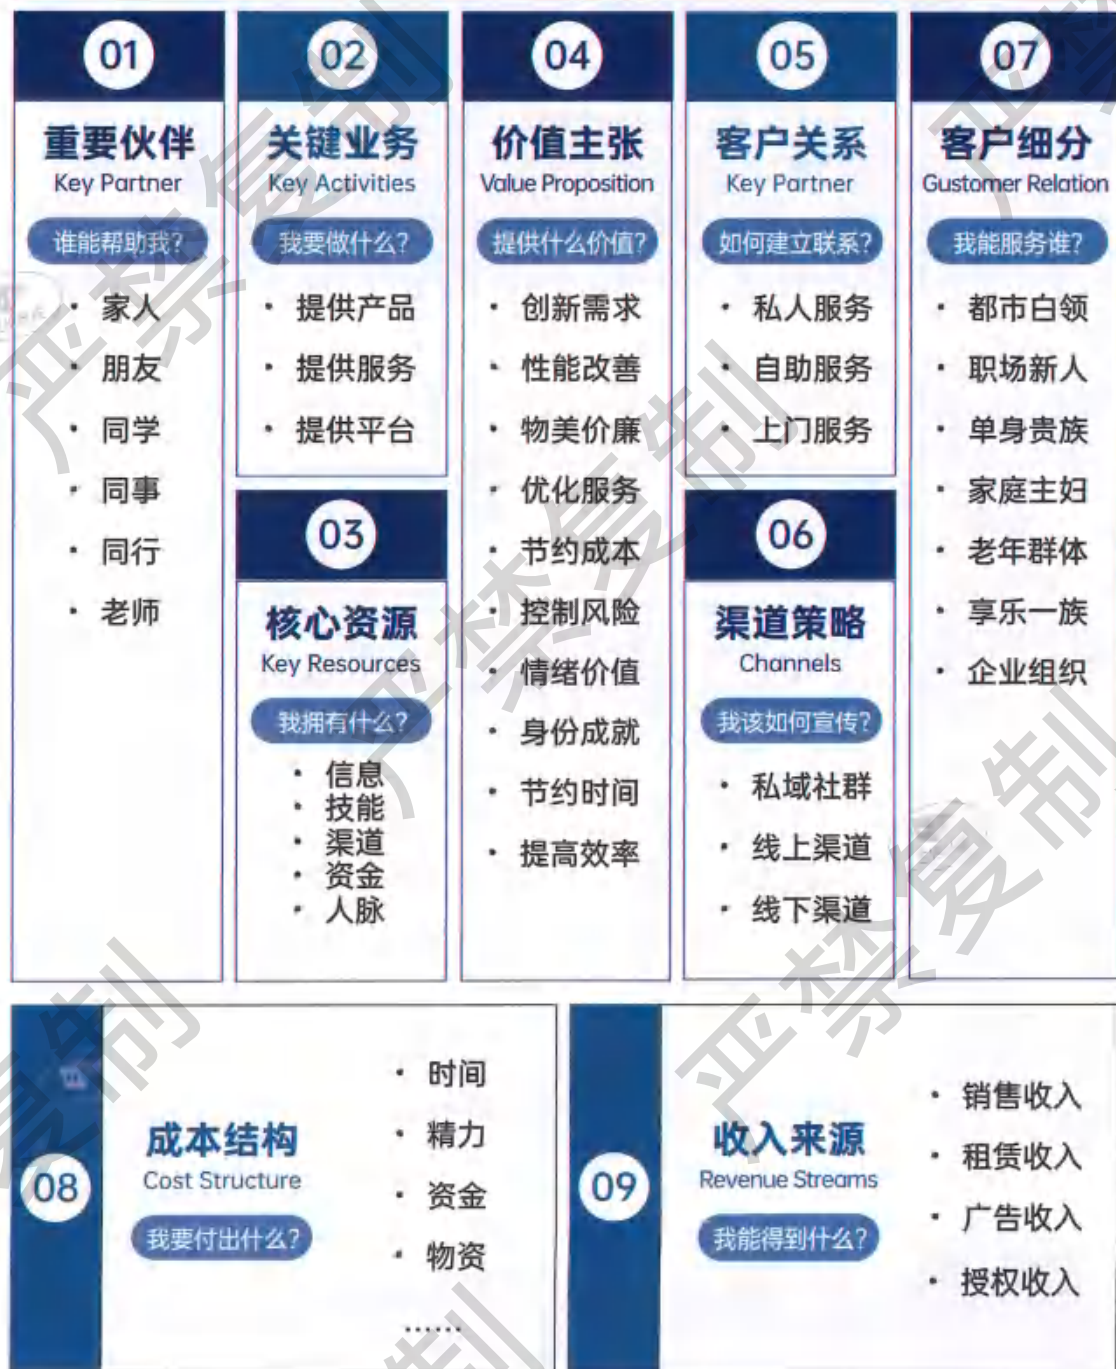 01
重要伙伴
Key Partner
谁能帮助我?
· 家人
· 朋友
· 同学
· 同事
· 同行
· 老师
02
关键业务
Key Activities
我要做什么?
· 提供产品
· 提供服务
· 提供平台
03
核心资源
Key Resources
我拥有什么?
· 信息
· 技能
· 渠道
· 资金
· 人脉
04
价值主张
Value Proposition
提供什么价值?
· 创新需求
· 性能改善
· 物美价廉
· 优化服务
· 节约成本
· 控制风险
· 情绪价值
· 身份成就
· 节约时间
· 提高效率
05
客户关系
Key Partner
如何建立联系?
· 私人服务
· 自助服务
· 上门服务
06
渠道策略
Channels
我该如何宣传?
· 私域社群
· 线上渠道
· 线下渠道
07
客户细分
Gustomer Relation
我能服务谁?
· 都市白领
· 职场新人
· 单身贵族
· 家庭主妇
· 老年群体
· 享乐一族
· 企业组织
08
成本结构
Cost Structure
我要付出什么?
· 时间
· 精力
· 资金
· 物资
······
09
收入来源
Revenue Streams
我能得到什么?
· 销售收入
· 租赁收入
· 广告收入
· 授权收入
严禁复制
严禁复制
严禁复制